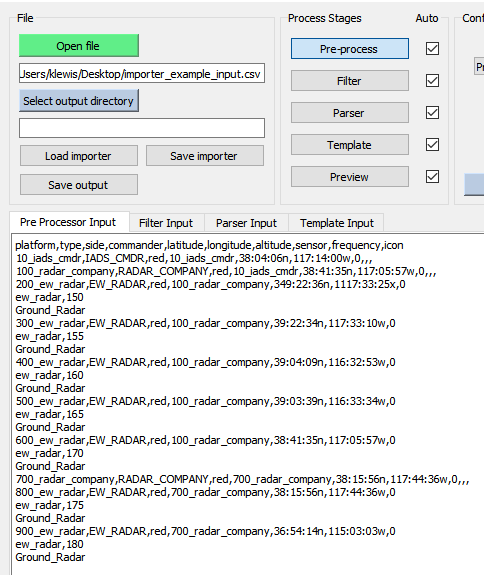 File
Process Stages
Auto
Conf
Open file
Pre-process
Users/klewis/Desktop/importer_example_input.csv
Filter
Select output directory
Parser
Load importer
Save importer
Template
Save output
Preview
Pre Processor Input
Filter Input
Parser Input
Template Input
platform,type,side,commander,latitude,longitude,altitude,sensor,frequency,icon
10_iads_cmdr,IADS_CMDR,red,10_iads_cmdr,38:04:06n,117:14:00w,0,,,
100_radar_company,RADAR_COMPANY,red,10_iads_cmdr,38:41:35n,117:05:57w,0,,,
200_ew_radar,EW_RADAR,red,100_radar_company,349:22:36n,1117:33:25x,0
ew_radar,150
Ground_Radar
300_ew_radar,EW_RADAR,red,100_radar_company,39:22:34n,117:33:10w,0
ew_radar,155
Ground_Radar
400_ew_radar,EW_RADAR,red,100_radar_company,39:04:09n,116:32:53w,0
ew_radar,160
Ground_Radar
500_ew_radar,EW_RADAR,red,100_radar_company,39:03:39n,116:33:34w,0
ew_radar,165
Ground_Radar
600_ew_radar,EW_RADAR,red,100_radar_company,38:41:35n,117:05:57w,0
ew_radar,170
Ground_Radar
700_radar_company,RADAR_COMPANY,red,700_radar_company,38:15:56n,117:44:36w,0,,,
800_ew_radar,EW_RADAR,red,700_radar_company,38:15:56n,117:44:36w,0
ew_radar,175
Ground_Radar
900_ew_radar,EW_RADAR,red,700_radar_company,36:54:14n,115:03:03w,0
ew_radar,180
Ground_Radar